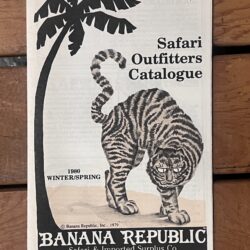 Safari
Outfitters
Catalogue
1980
WINTER/SPRING
© Banana Republic, Inc. 1979
BANANA REPUBLIC
Safari & Imported Surplus Co.